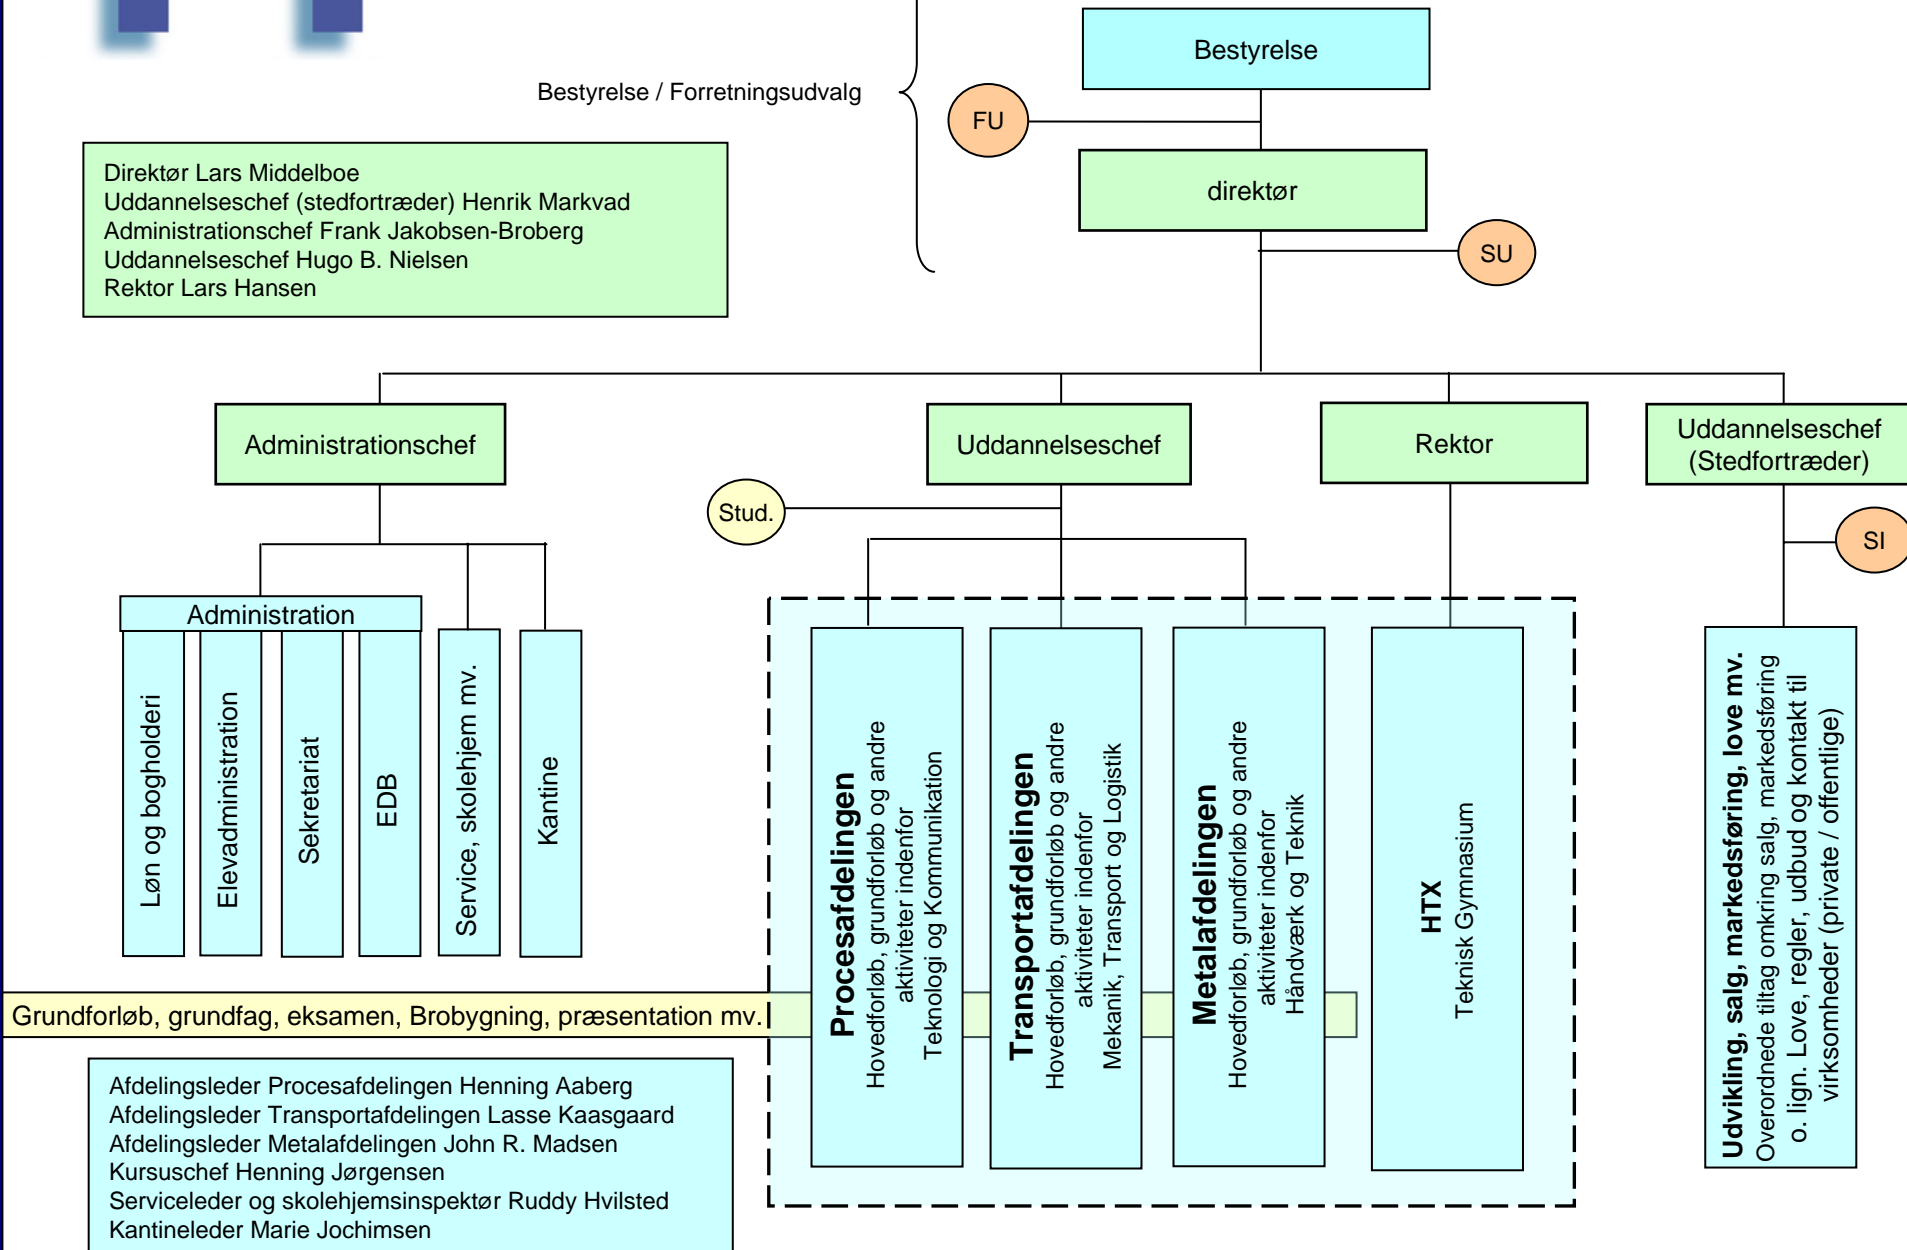 Bestyrelse
Bestyrelse / Forretningsudvalg
FU
Direktør Lars Middelboe
Uddannelseschef (stedfortræder) Henrik Markvad
Administrationschef Frank Jakobsen-Broberg
Uddannelseschef Hugo B. Nielsen
Rektor Lars Hansen
direktør
SU
Administrationschef
Uddannelseschef
Rektor
Uddannelseschef
(Stedfortræder)
Stud.
SI
Administration
Løn og bogholderi
Elevadministration
Sekretariat
EDB
Service, skolehjem mv.
Kantine
Procesafdelingen
Hovedforløb, grundforløb og andre
aktiviteter indenfor
Teknologi og Kommunikation
Transportafdelingen
Hovedforløb, grundforløb og andre
aktiviteter indenfor
Mekanik, Transport og Logistik
Metalafdelingen
Hovedforløb, grundforløb og andre
aktiviteter indenfor
Håndværk og Teknik
HTX
Teknisk Gymnasium
Udvikling, salg, markedsføring, love mv.
Overordnede tiltag omkring salg, markedsføring
o. lign. Love, regler, udbud og kontakt til
virksomheder (private / offentlige)
Grundforløb, grundfag, eksamen, Brobygning, præsentation mv.
Afdelingsleder Procesafdelingen Henning Aaberg
Afdelingsleder Transportafdelingen Lasse Kaasgaard
Afdelingsleder Metalafdelingen John R. Madsen
Kursuschef Henning Jørgensen
Serviceleder og skolehjemsinspektør Ruddy Hvilsted
Kantineleder Marie Jochimsen